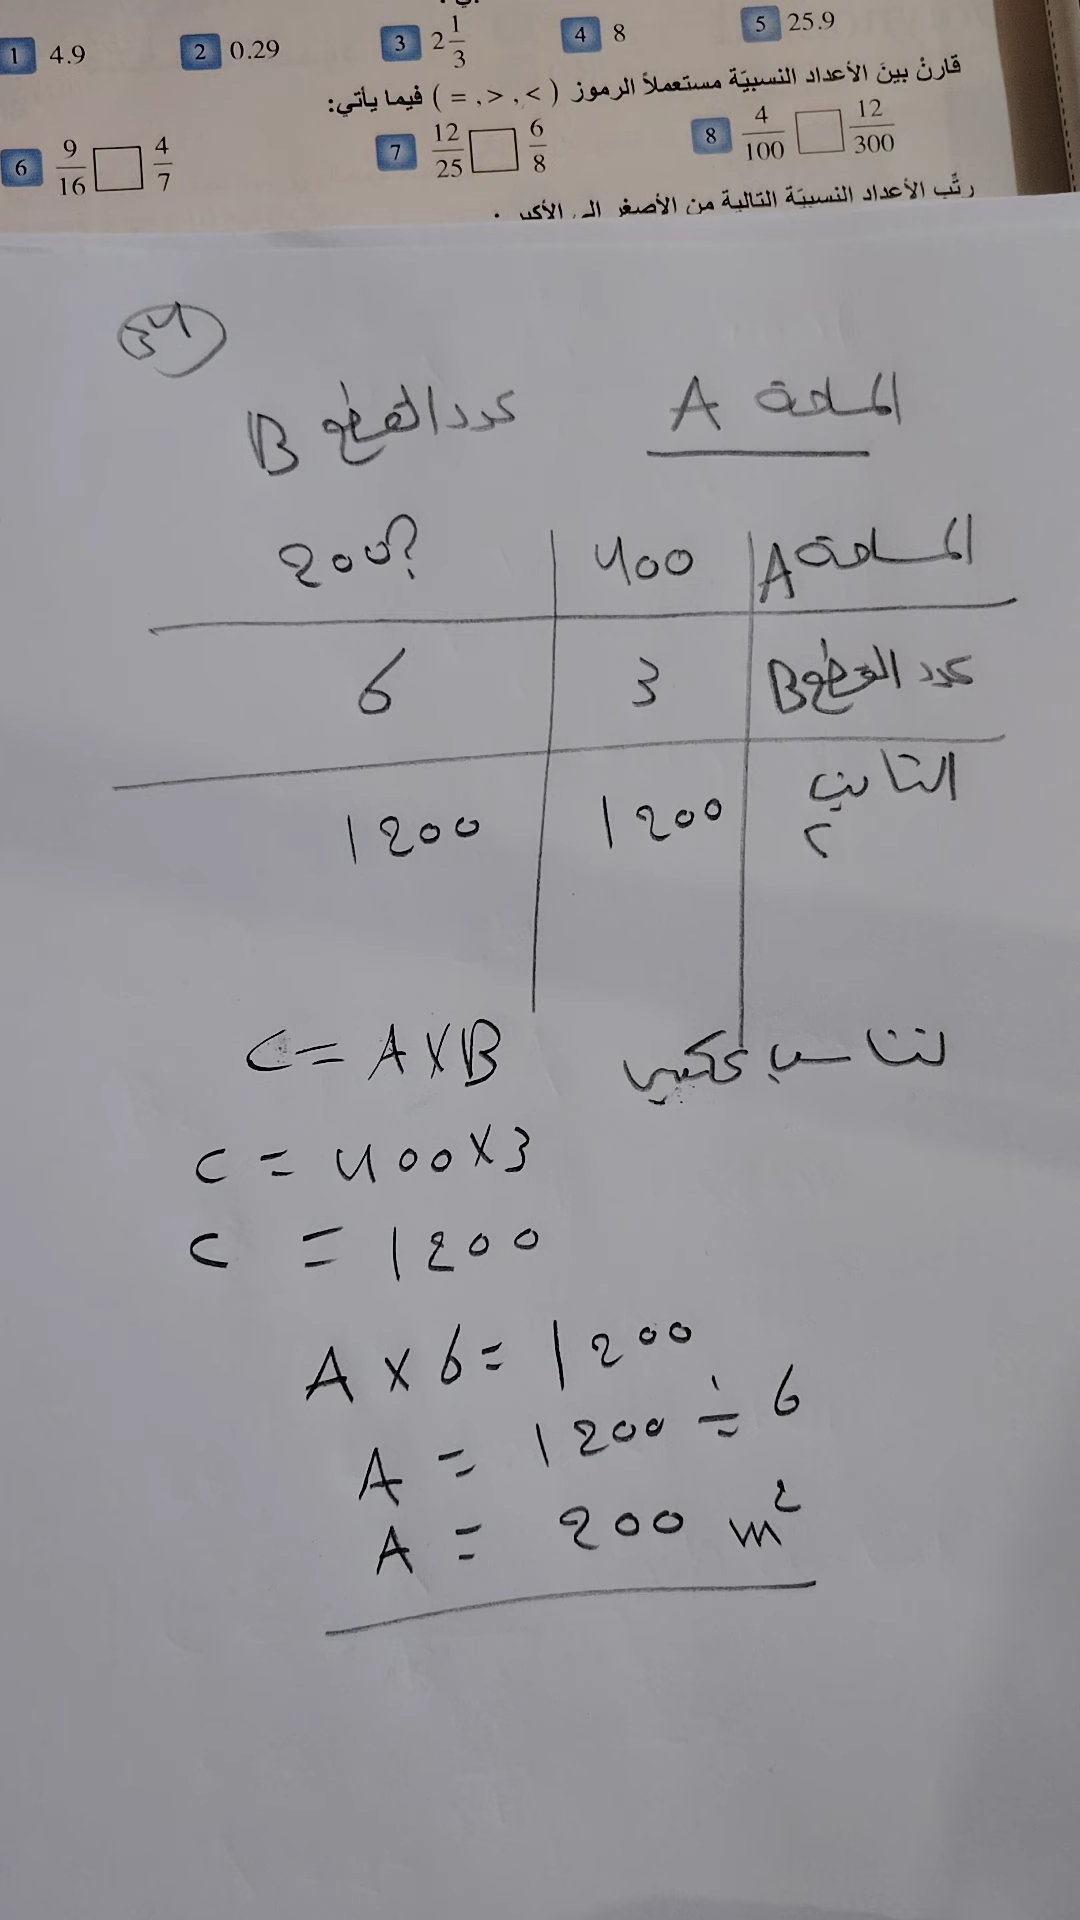 1 4.9 2 0.29 3 2 1/3 4 8 5 25.9
قارنْ بينَ الأعداد النسبيّة مستعملاً الرموز ( > , < , = ) فيما يأتي:
6 9/16 □ 4/7 7 12/25 □ 6/8 8 4/100 □ 12/300
رتِّب الأعداد النسبيّة التالية من الأصغر الى الأكبر
34
المساحة A عدد القطع B
المساحة A 400 200?
عدد القطع B 3 6
الثابت C 1200 1200
تناسب عكسي C = A X B
C = 400 X 3
C = 1200
A X 6 = 1200
A = 1200 ÷ 6
A = 200 m²